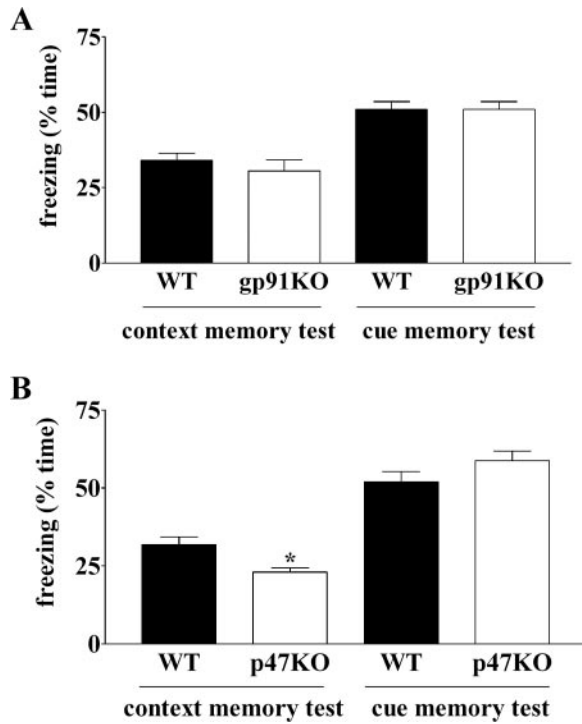 A
freezing (% time)
75
50
25
0
WT gp91KO WT gp91KO
context memory test cue memory test
B
freezing (% time)
75
50
25
0
*
WT p47KO WT p47KO
context memory test cue memory test